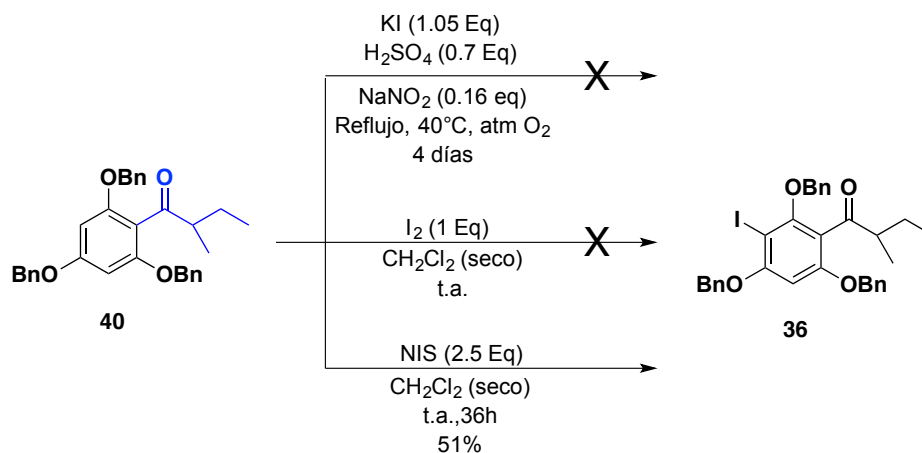 KI (1.05 Eq)
H2SO4 (0.7 Eq)
X
NaNO2 (0.16 eq)
Reflujo, 40°C, atm O2
4 días
OBn
O
BnO
OBn
40
I2 (1 Eq)
X
CH2Cl2 (seco)
t.a.
OBn
O
I
BnO
OBn
36
NIS (2.5 Eq)
CH2Cl2 (seco)
t.a.,36h
51%